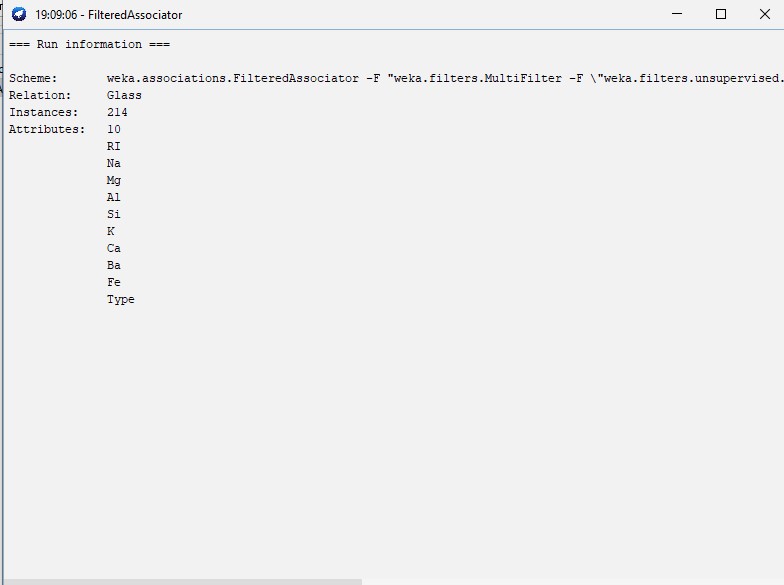 19:09:06 - FilteredAssociator
=== Run information ===
Scheme: weka.associations.FilteredAssociator -F "weka.filters.MultiFilter -F \"weka.filters.unsupervised.
Relation: Glass
Instances: 214
Attributes: 10
RI
Na
Mg
Al
Si
K
Ca
Ba
Fe
Type